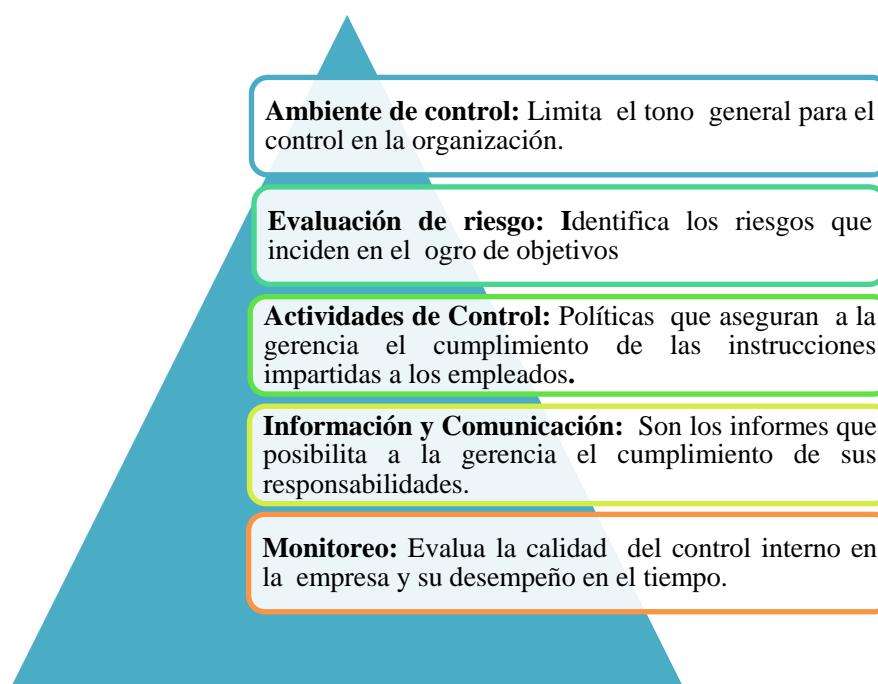 Ambiente de control: Limita el tono general para el
control en la organización.
Evaluación de riesgo: Identifica los riesgos que
inciden en el ogro de objetivos
Actividades de Control: Políticas que aseguran a la
gerencia el cumplimiento de las instrucciones
impartidas a los empleados.
Información y Comunicación: Son los informes que
posibilita a la gerencia el cumplimiento de sus
responsabilidades.
Monitoreo: Evalua la calidad del control interno en
la empresa y su desempeño en el tiempo.